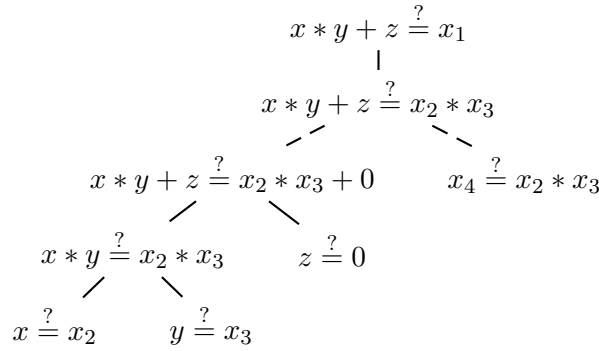 x * y + z ≟ x₁
x * y + z ≟ x₂ * x₃
x * y + z ≟ x₂ * x₃ + 0 x₄ ≟ x₂ * x₃
x * y ≟ x₂ * x₃ z ≟ 0
x ≟ x₂ y ≟ x₃